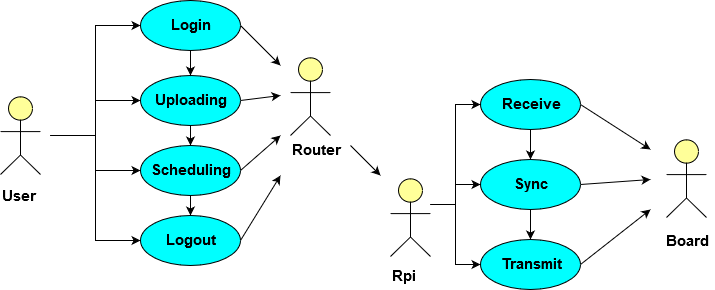 Login
Uploading
Scheduling
Logout
User
Router
Receive
Sync
Transmit
Rpi
Board